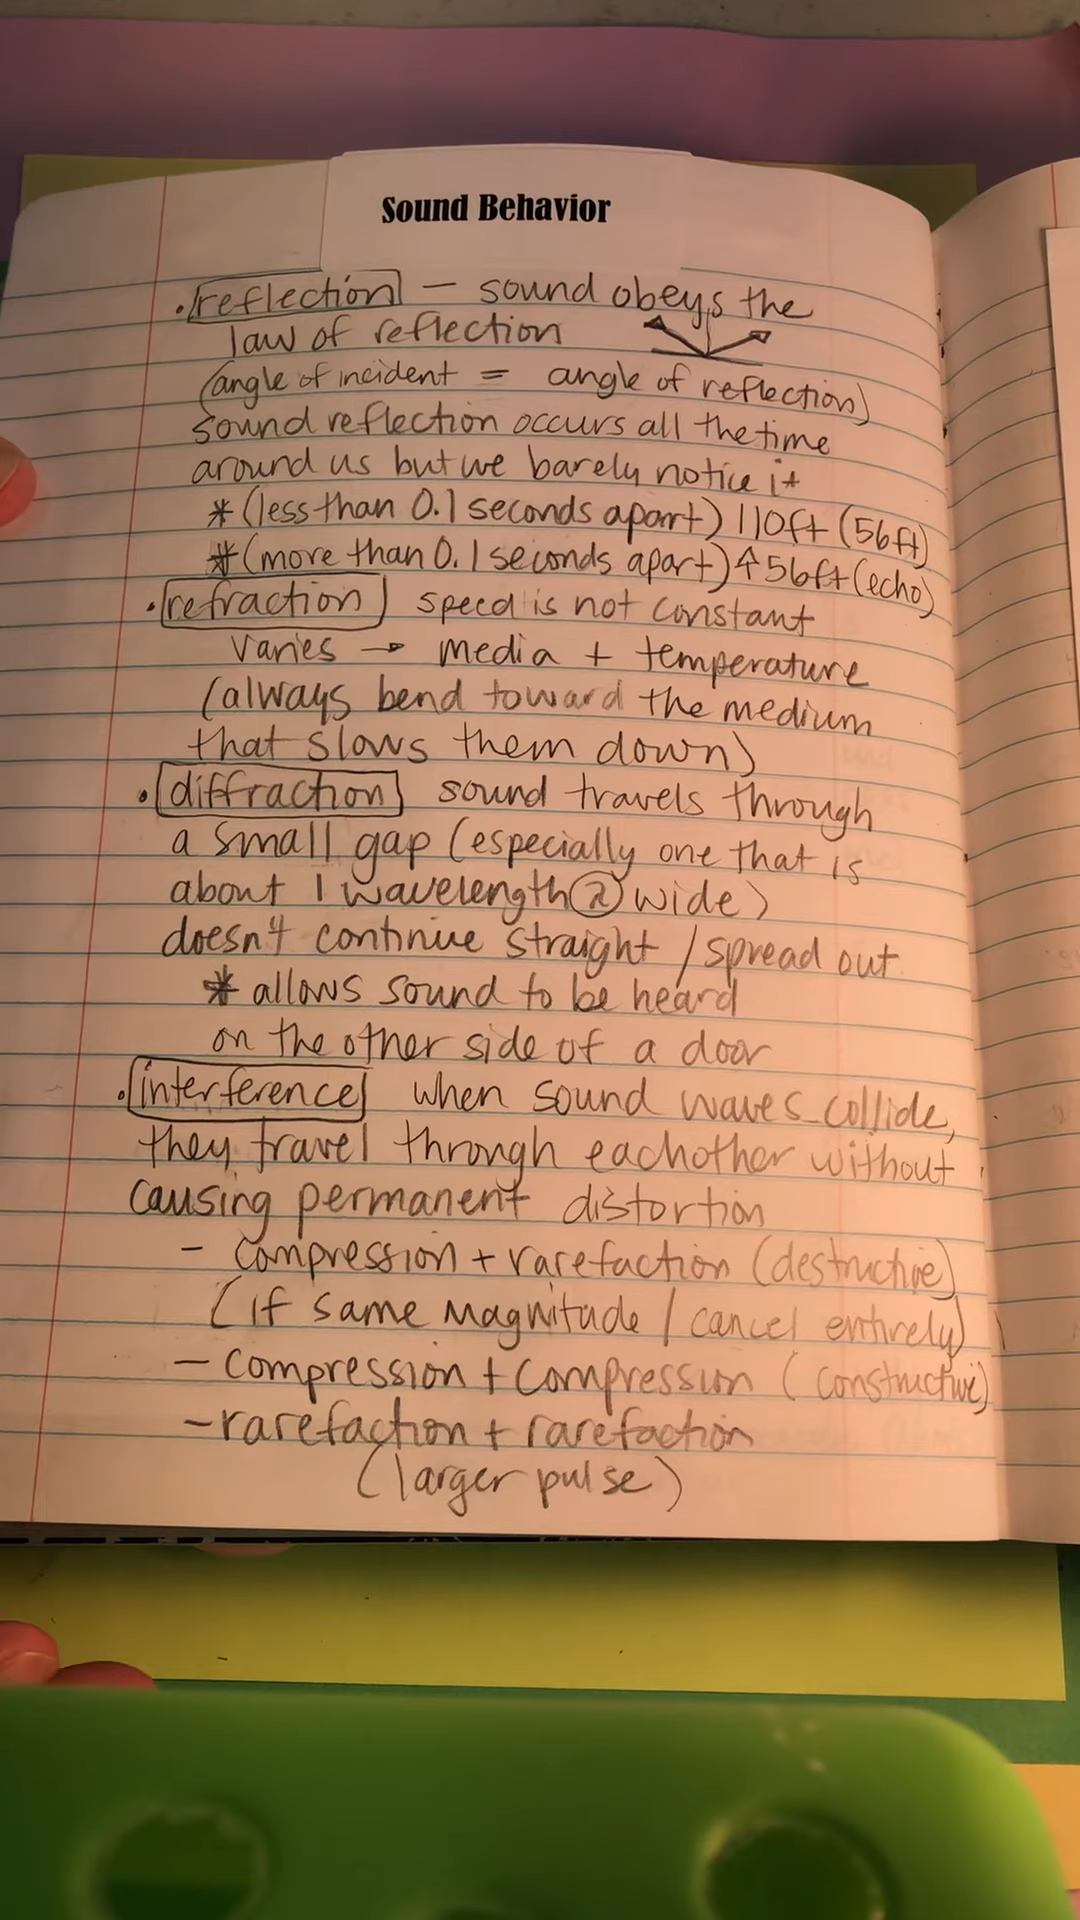 Sound Behavior
• reflection — sound obeys the
law of reflection
(angle of incident = angle of reflection)
Sound reflection occurs all the time
around us but we barely notice it
* (less than 0.1 seconds apart) 110ft (56ft)
* (more than 0.1 seconds apart) ↑56ft (echo)
• refraction speed is not constant
varies → media + temperature
(always bend toward the medium
that slows them down)
• diffraction sound travels through
a small gap (especially one that is
about 1 wavelength λ wide)
doesn't continue straight / spread out
* allows sound to be heard
on the other side of a door
• interference when sound waves collide,
they travel through eachother without
causing permanent distortion
- compression + rarefaction (destructive)
(if same magnitude / cancel entirely)
- compression + compression (constructive)
- rarefaction + rarefaction
(larger pulse)